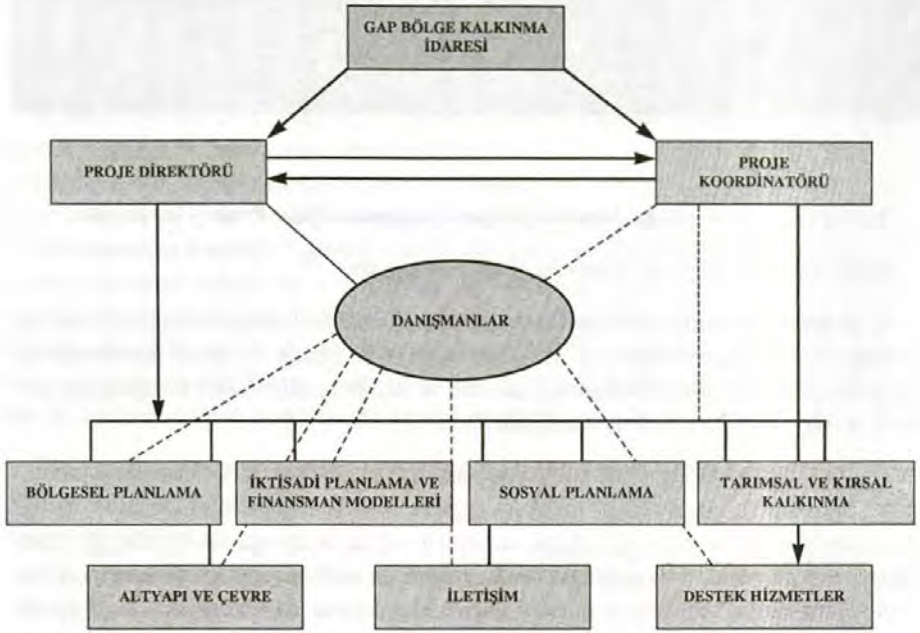 GAP BÖLGE KALKINMA
İDARESİ
PROJE DİREKTÖRÜ
PROJE
KOORDİNATÖRÜ
DANIŞMANLAR
BÖLGESEL PLANLAMA
İKTİSADİ PLANLAMA VE
FİNANSMAN MODELLERİ
SOSYAL PLANLAMA
TARIMSAL VE KIRSAL
KALKINMA
ALTYAPI VE ÇEVRE
İLETİŞİM
DESTEK HİZMETLER